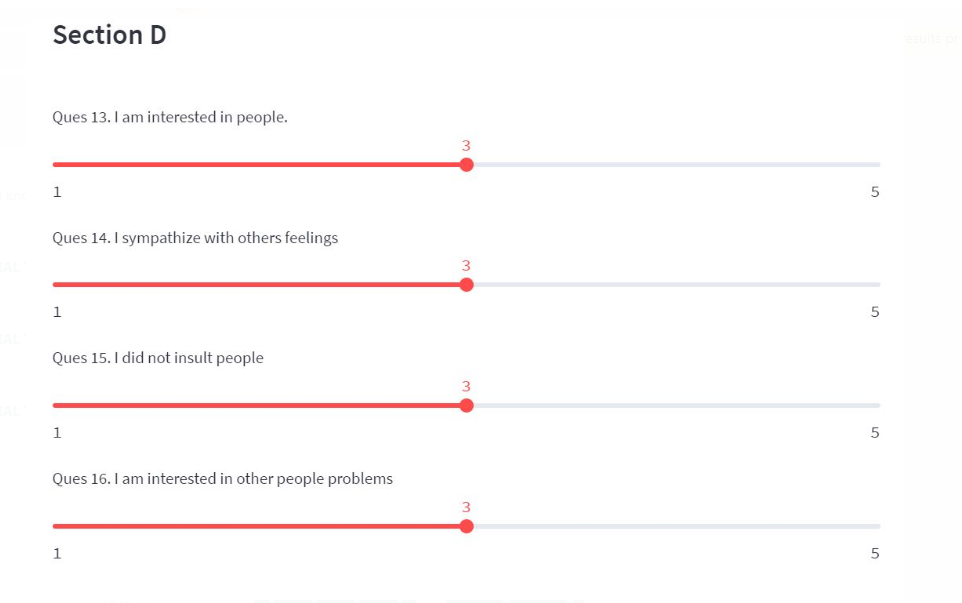 Section D
Ques 13. I am interested in people.
3
1 5
Ques 14. I sympathize with others feelings
3
1 5
Ques 15. I did not insult people
3
1 5
Ques 16. I am interested in other people problems
3
1 5